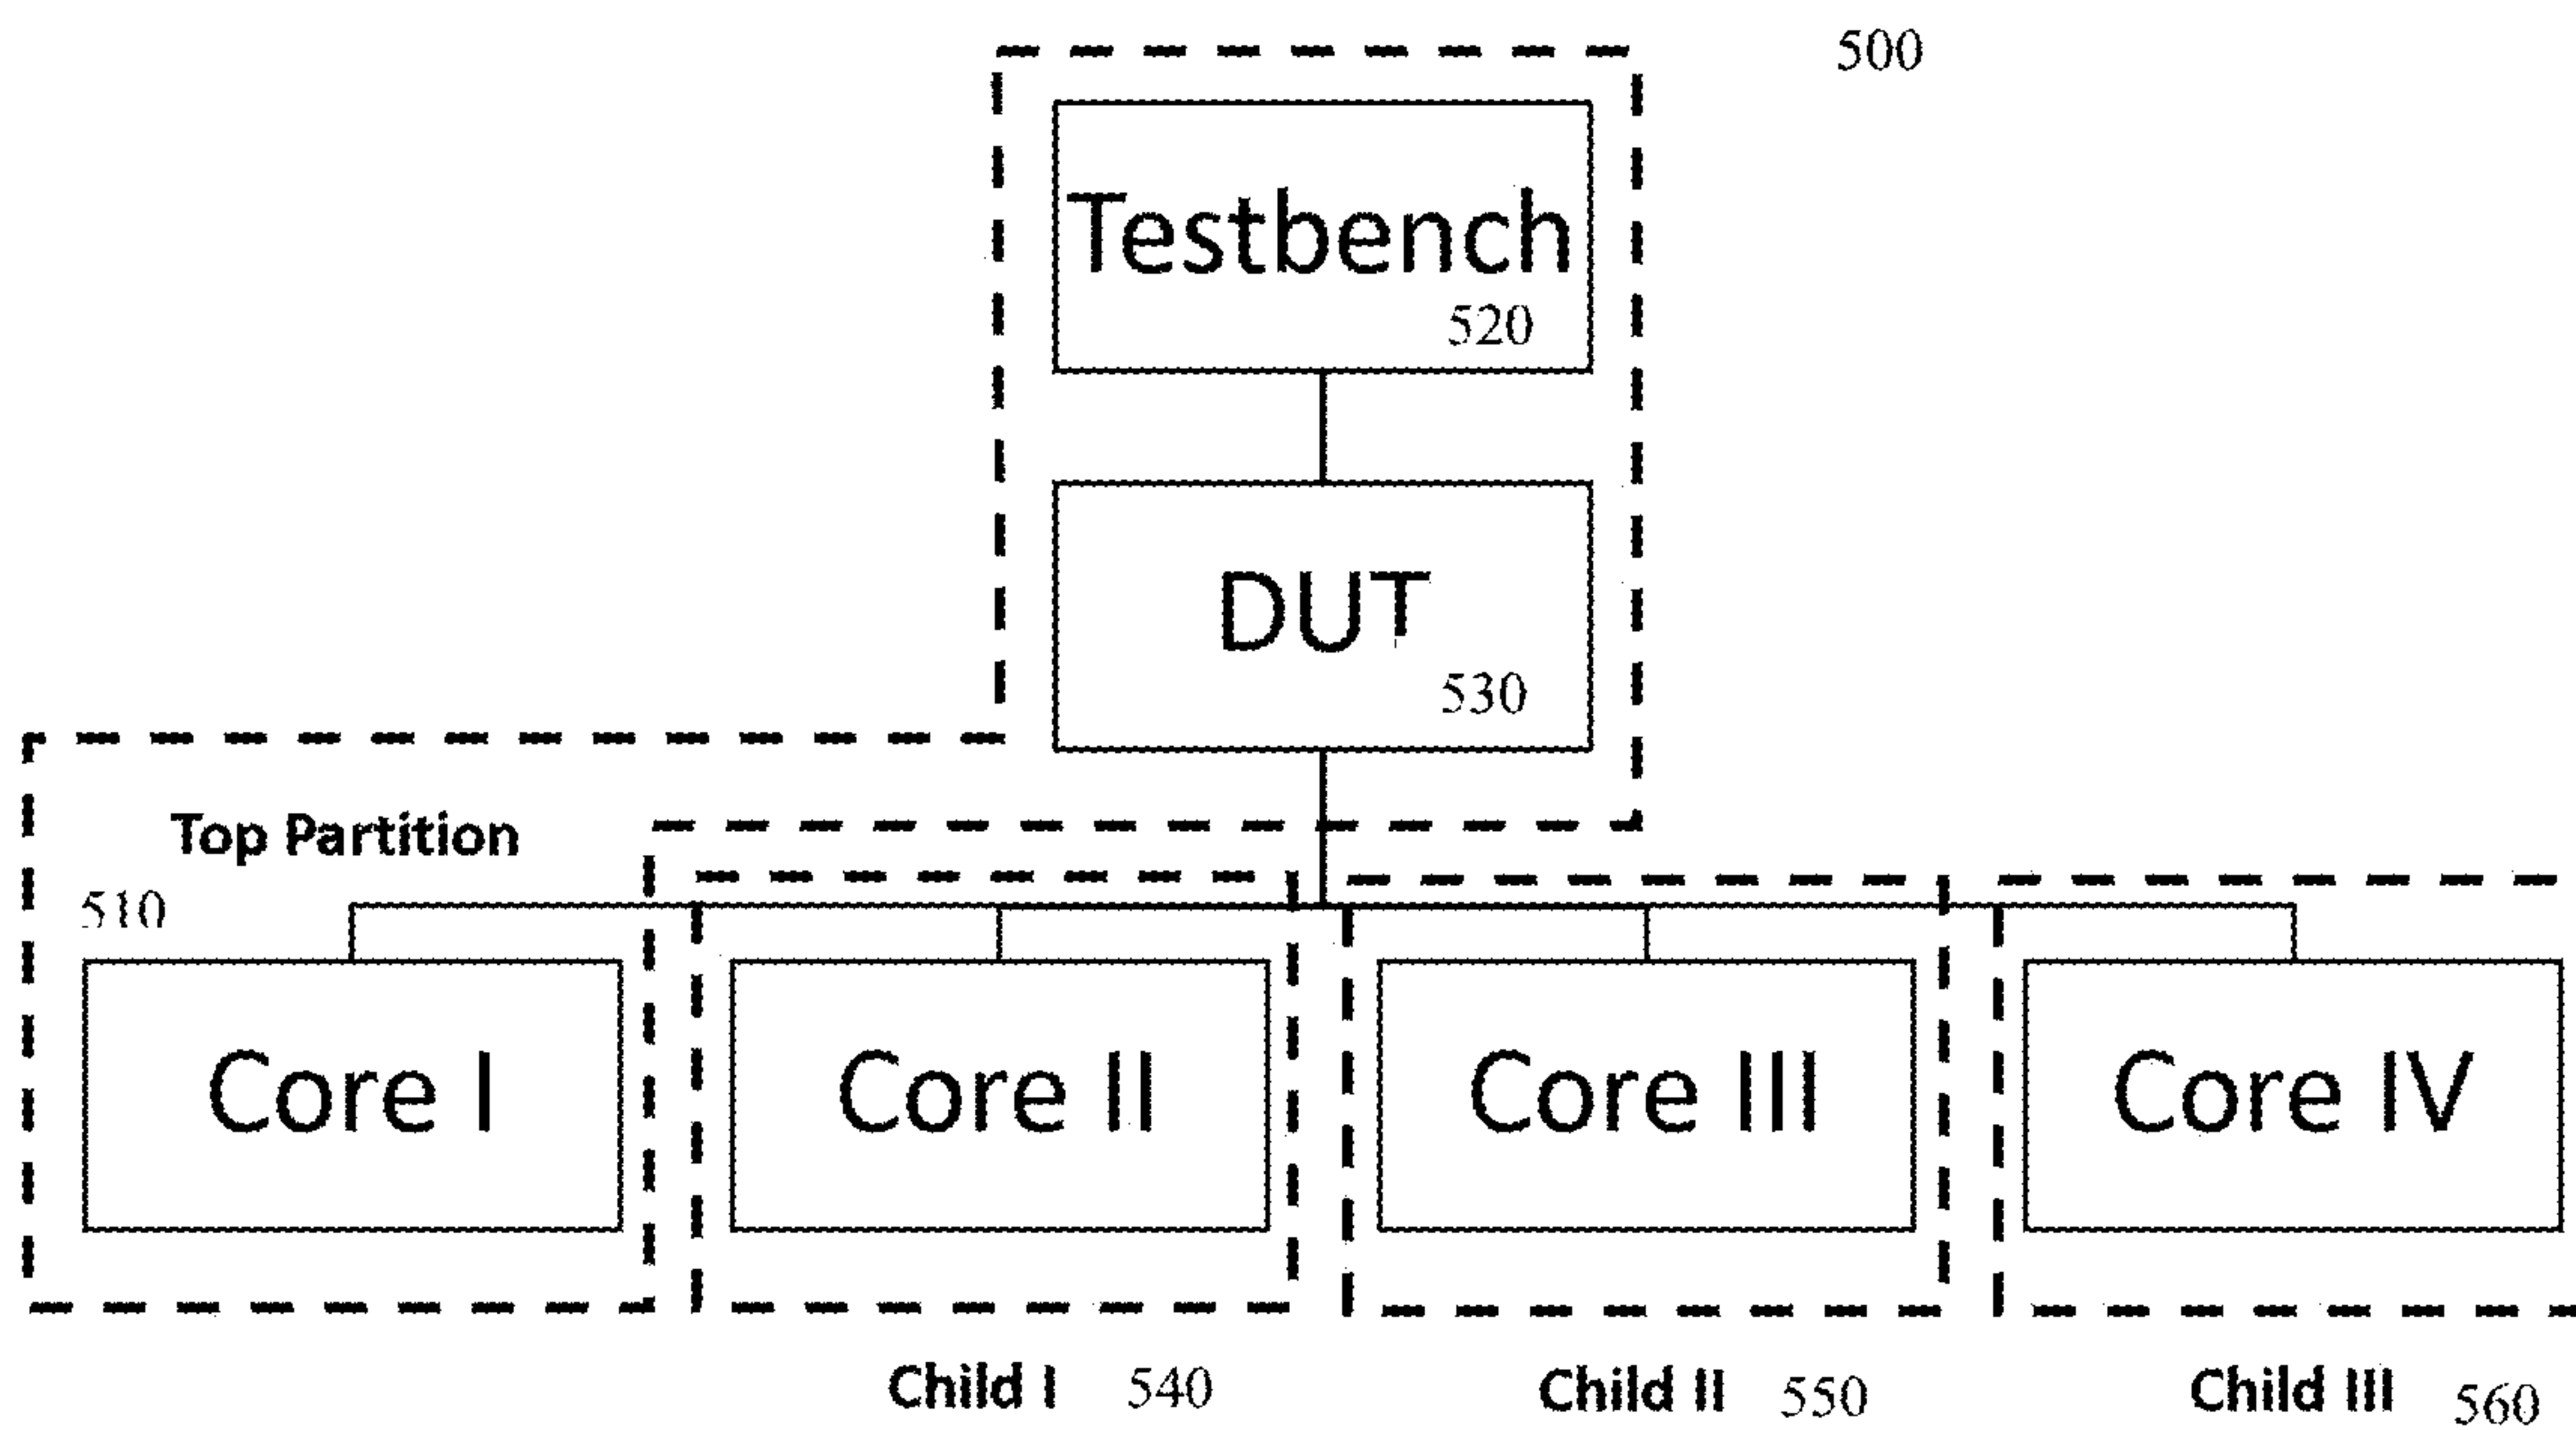 500
Testbench
520
DUT
530
Top Partition
510
Core I
Core II
Core III
Core IV
Child I 540
Child II 550
Child III 560